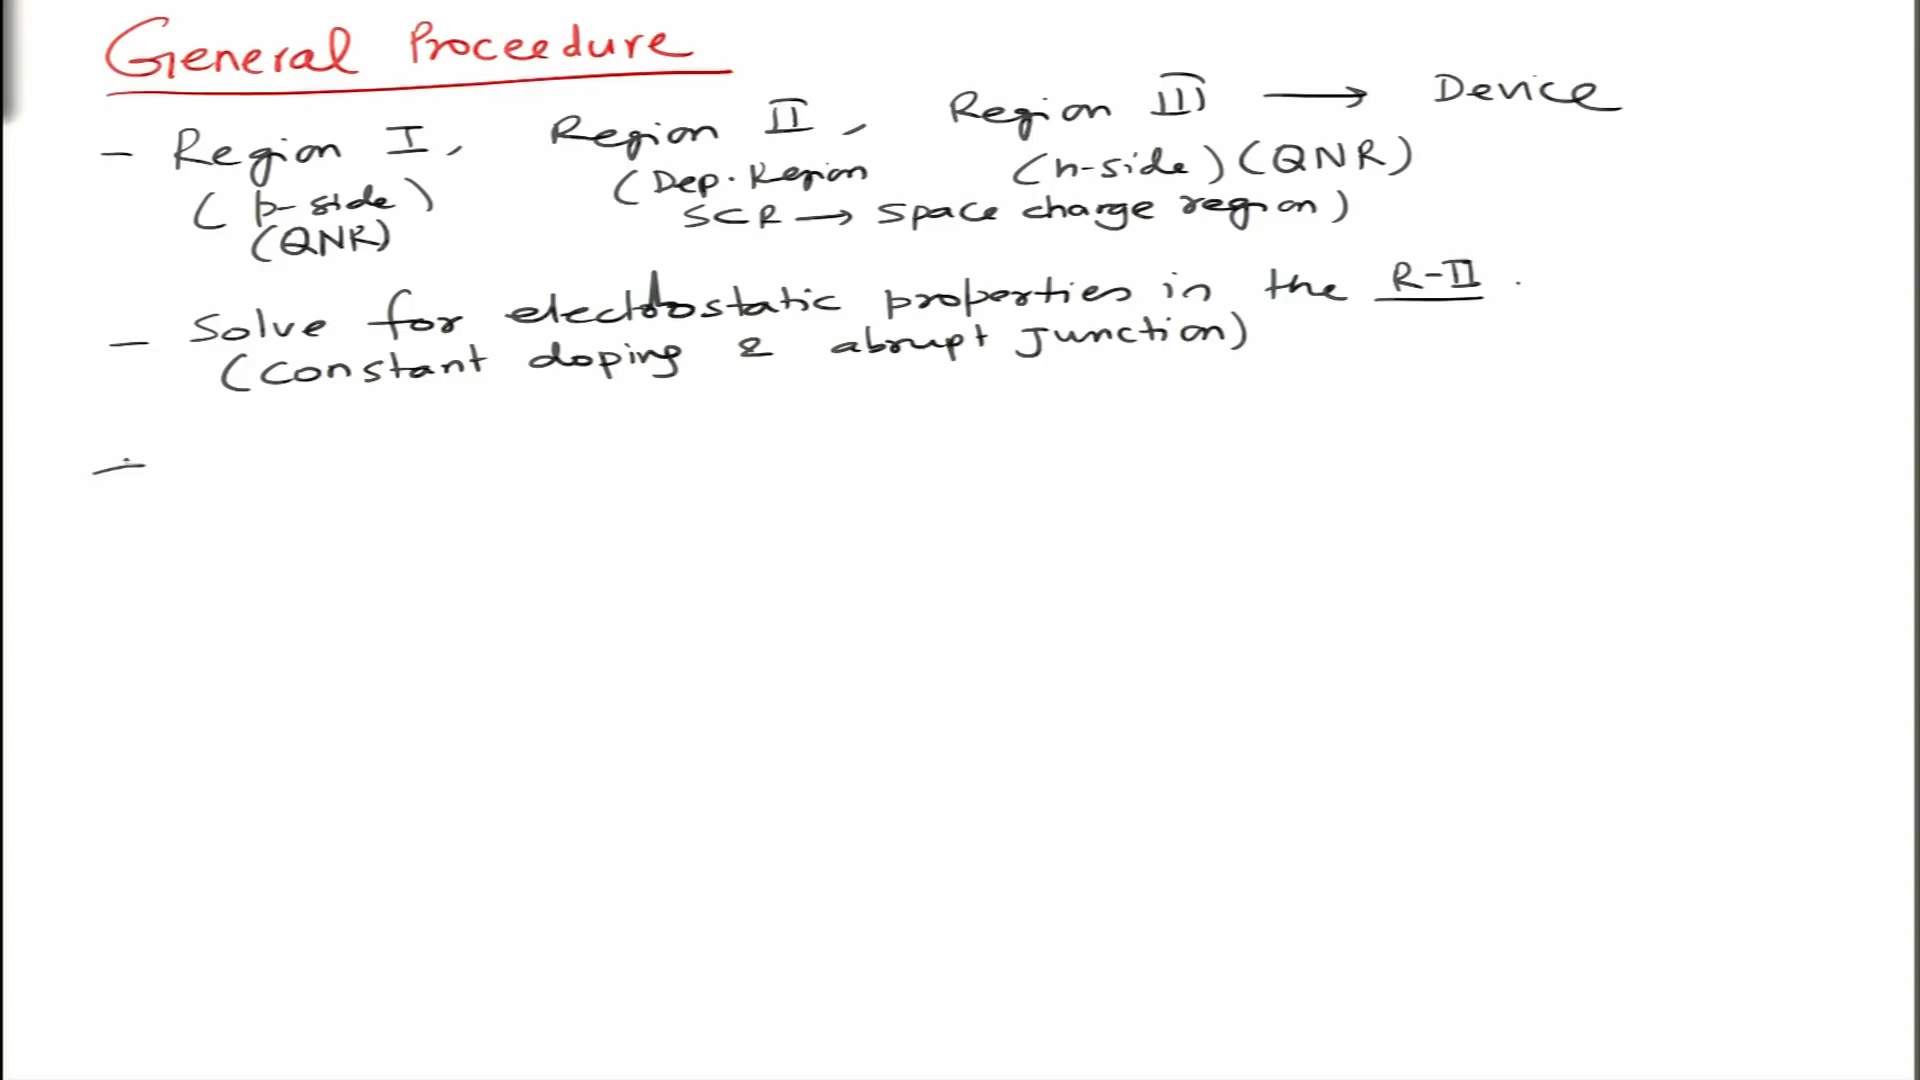 General Proceedure
- Region I, Region II, Region III → Device
(p-side) (Dep. Region (n-side) (QNR)
(QNR) SCR → space charge region)
- Solve for electrostatic properties in the R-II.
(constant doping & abrupt junction)
-